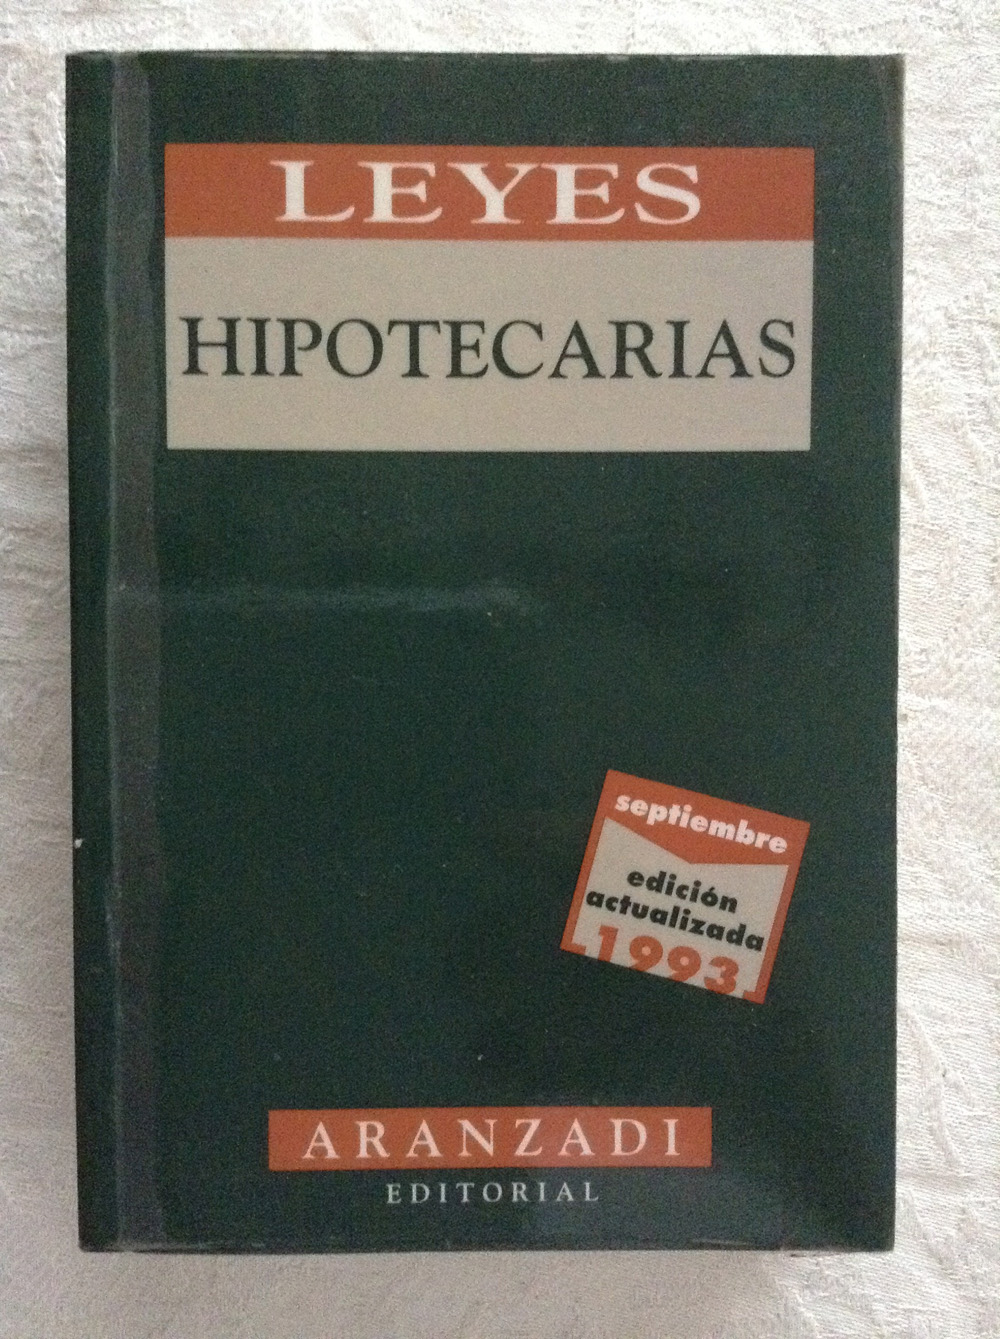 LEYES
HIPOTECARIAS
septiembre
edición
actualizada
1993
ARANZADI
EDITORIAL